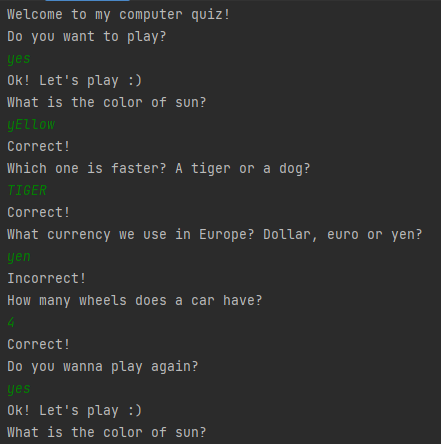 Welcome to my computer quiz!
Do you want to play?
yes
Ok! Let's play :)
What is the color of sun?
yEllow
Correct!
Which one is faster? A tiger or a dog?
TIGER
Correct!
What currency we use in Europe? Dollar, euro or yen?
yen
Incorrect!
How many wheels does a car have?
4
Correct!
Do you wanna play again?
yes
Ok! Let's play :)
What is the color of sun?